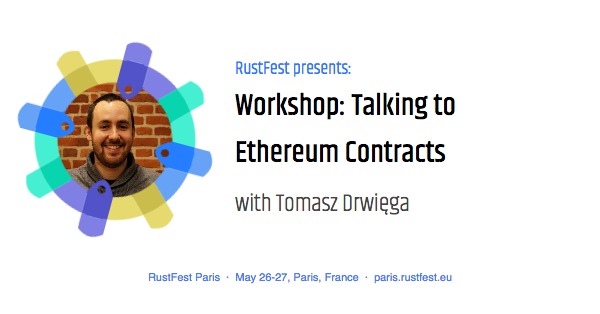 RustFest presents:
Workshop: Talking to
Ethereum Contracts
with Tomasz Drwięga
RustFest Paris · May 26-27, Paris, France · paris.rustfest.eu